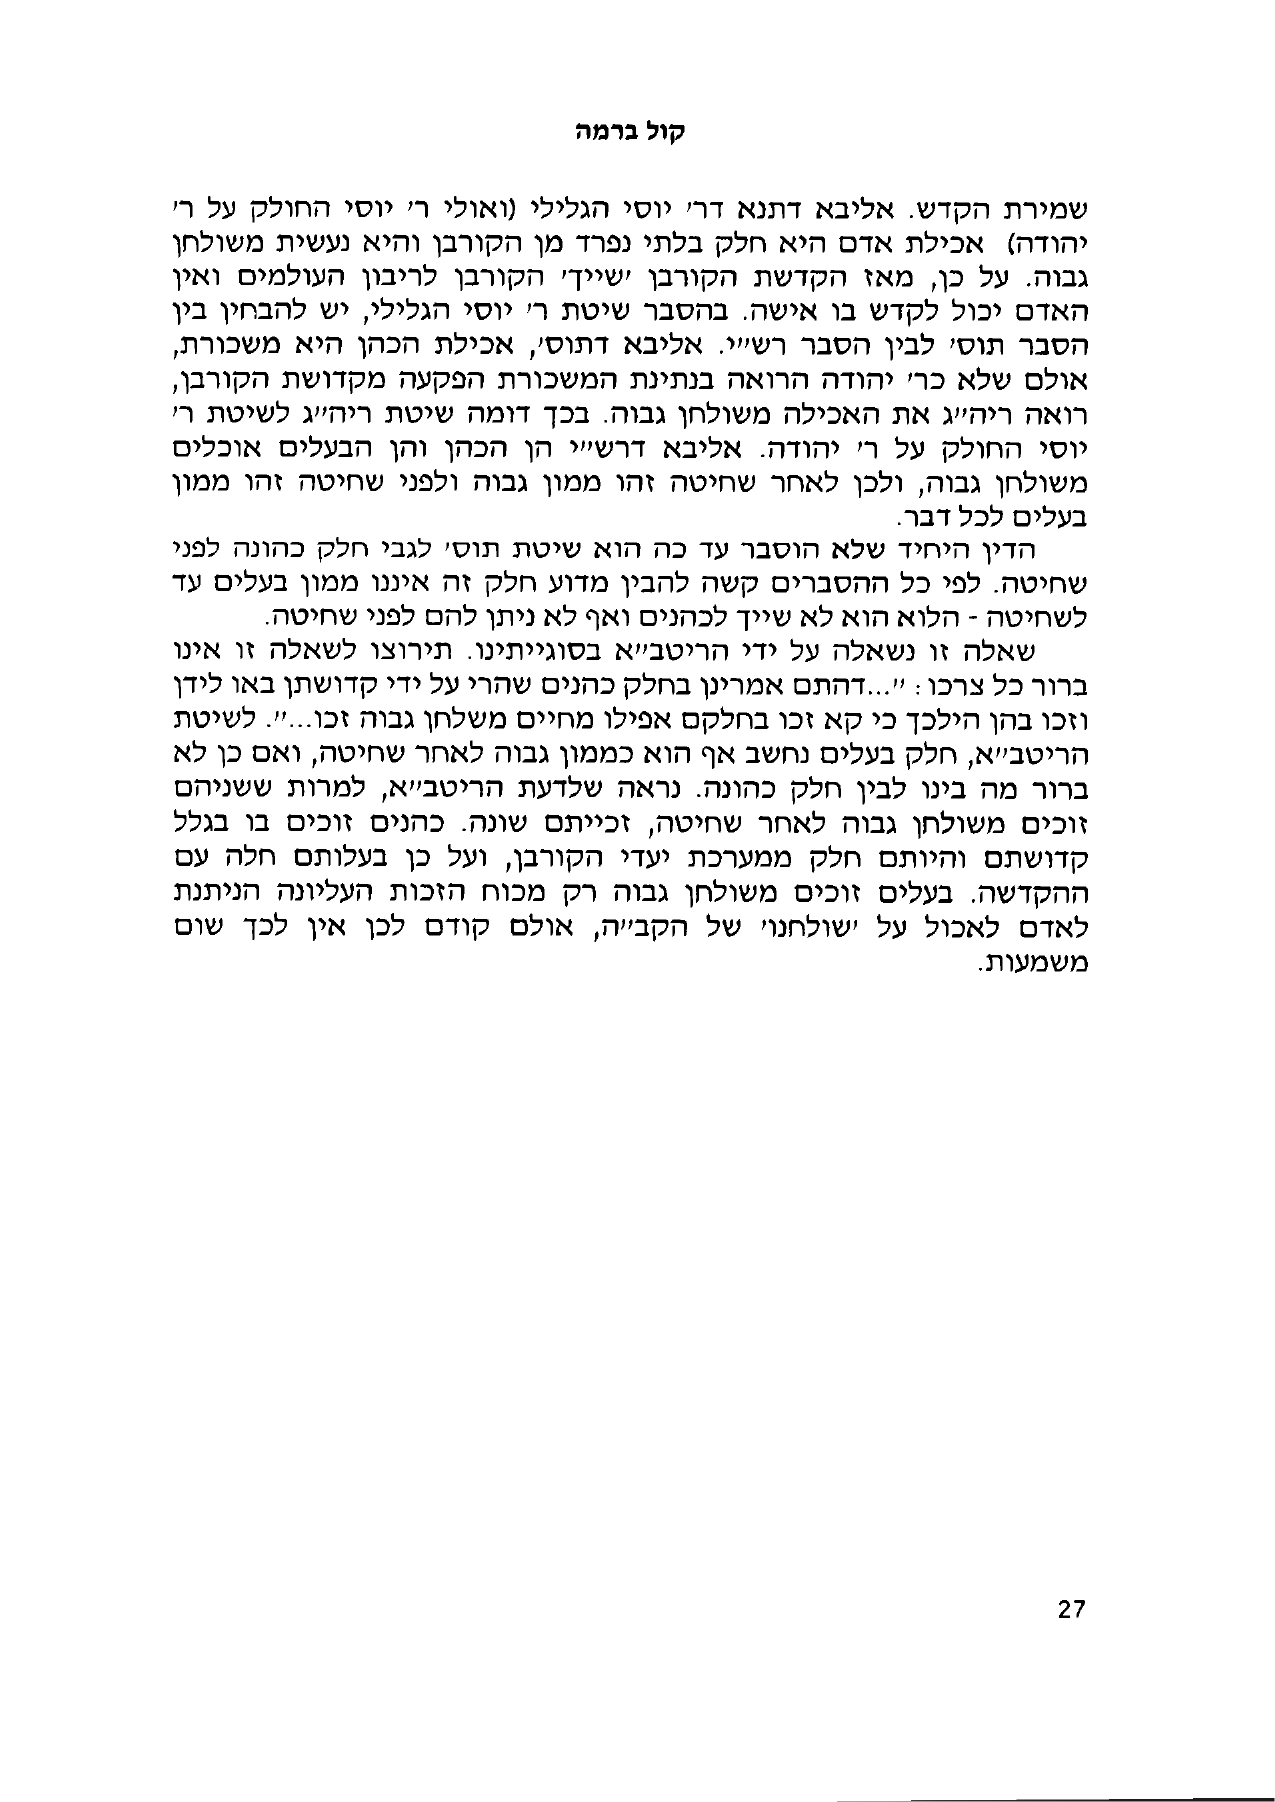 קול ברמה
שמירת הקדש. אליבא דתנא דר׳ יוסי הגלילי (ואולי ר׳ יוסי החולק על ר׳
יהודה) אכילת אדם היא חלק בלתי נפרד מן הקורבן והיא נעשית משולחן
גבוה. על כן, מאז הקדשת הקורבן ׳שייך׳ הקורבן לריבון העולמים ואין
האדם יכול לקדש בו אישה. בהסבר שיטת ר׳ יוסי הגלילי, יש להבחין בין
הסבר תוס׳ לבין הסבר רש״י. אליבא דתוס׳, אכילת הכהן היא משכורת,
אולם שלא כר׳ יהודה הרואה בנתינת המשכורת הפקעה מקדושת הקורבן,
רואה ריה״ג את האכילה משולחן גבוה. בכך דומה שיטת ריה״ג לשיטת ר׳
יוסי החולק על ר׳ יהודה. אליבא דרש״י הן הכהן והן הבעלים אוכלים
משולחן גבוה, ולכן לאחר שחיטה זהו ממון גבוה ולפני שחיטה זהו ממון
בעלים לכל דבר.
הדין היחיד שלא הוסבר עד כה הוא שיטת תוס׳ לגבי חלק כהונה לפני
שחיטה. לפי כל ההסברים קשה להבין מדוע חלק זה איננו ממון בעלים עד
לשחיטה - הלוא הוא לא שייך לכהנים ואף לא ניתן להם לפני שחיטה.
שאלה זו נשאלה על ידי הריטב״א בסוגייתינו. תירוצו לשאלה זו אינו
ברור כל צרכו: ״...דהתם אמרינן בחלק כהנים שהרי על ידי קדושתן באו לידן
וזכו בהן הילכך כי קא זכו בחלקם אפילו מחיים משלחן גבוה זכו...״. לשיטת
הריטב״א, חלק בעלים נחשב אף הוא כממון גבוה לאחר שחיטה, ואם כן לא
ברור מה בינו לבין חלק כהונה. נראה שלדעת הריטב״א, למרות ששניהם
זוכים משולחן גבוה לאחר שחיטה, זכייתם שונה. כהנים זוכים בו בגלל
קדושתם והיותם חלק ממערכת יעדי הקורבן, ועל כן בעלותם חלה עם
ההקדשה. בעלים זוכים משולחן גבוה רק מכוח הזכות העליונה הניתנת
לאדם לאכול על ׳שולחנו׳ של הקב״ה, אולם קודם לכן אין לכך שום
משמעות.
27